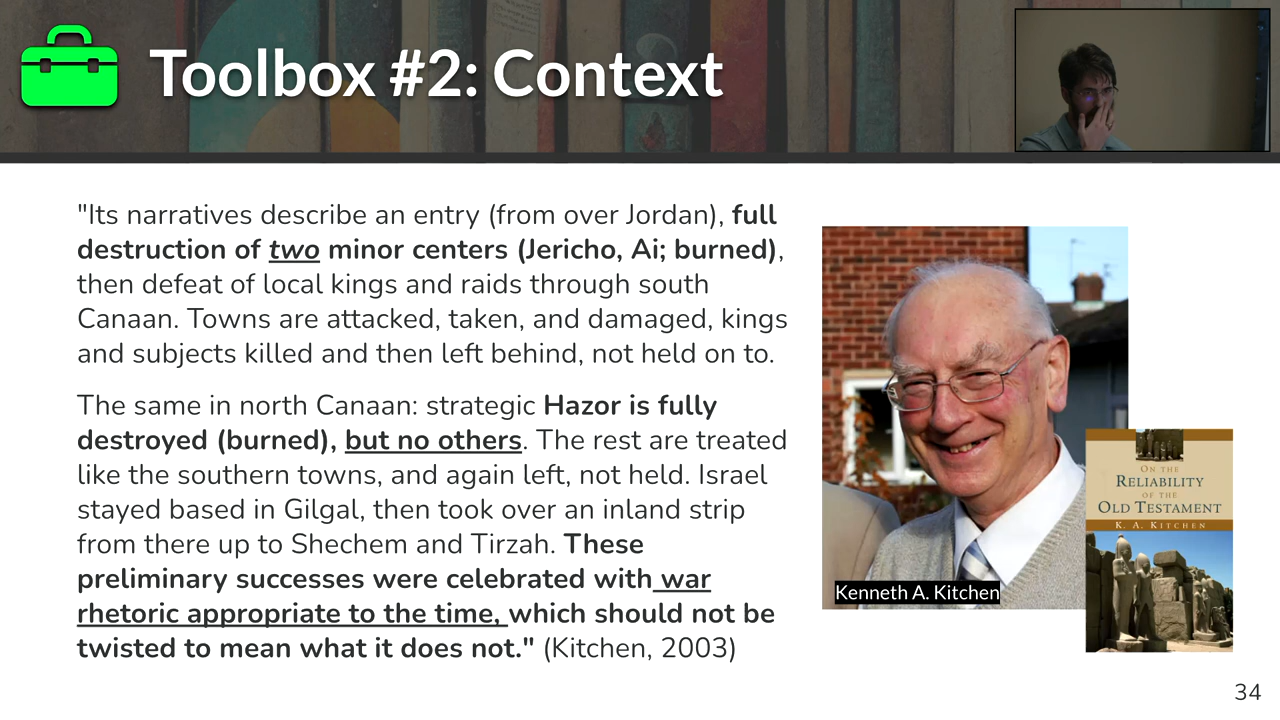 Toolbox #2: Context
"Its narratives describe an entry (from over Jordan), full
destruction of two minor centers (Jericho, Ai; burned),
then defeat of local kings and raids through south
Canaan. Towns are attacked, taken, and damaged, kings
and subjects killed and then left behind, not held on to.
The same in north Canaan: strategic Hazor is fully
destroyed (burned), but no others. The rest are treated
like the southern towns, and again left, not held. Israel
stayed based in Gilgal, then took over an inland strip
from there up to Shechem and Tirzah. These
preliminary successes were celebrated with war
rhetoric appropriate to the time, which should not be
twisted to mean what it does not." (Kitchen, 2003)
Kenneth A. Kitchen
ON THE
RELIABILITY
OF THE
OLD TESTAMENT
K. A. KITCHEN
34